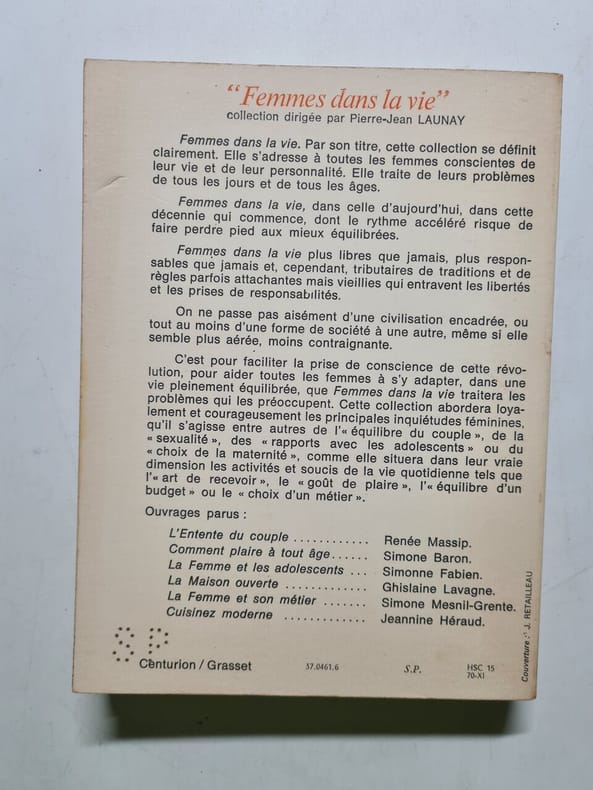 “Femmes dans la vie”
collection dirigée par Pierre-Jean LAUNAY
Femmes dans la vie. Par son titre, cette collection se définit
clairement. Elle s’adresse à toutes les femmes conscientes de
leur vie et de leur personnalité. Elle traite de leurs problèmes
de tous les jours et de tous les âges.
Femmes dans la vie, dans celle d’aujourd’hui, dans cette
décennie qui commence, dont le rythme accéléré risque de
faire perdre pied aux mieux équilibrées.
Femmes dans la vie plus libres que jamais, plus respon-
sables que jamais et, cependant, tributaires de traditions et de
règles parfois attachantes mais vieillies qui entravent les libertés
et les prises de responsabilités.
On ne passe pas aisément d’une civilisation encadrée, ou
tout au moins d’une forme de société à une autre, même si elle
semble plus aérée, moins contraignante.
C’est pour faciliter la prise de conscience de cette révo-
lution, pour aider toutes les femmes à s’y adapter, dans une
vie pleinement équilibrée, que Femmes dans la vie traitera les
problèmes qui les préoccupent. Cette collection abordera loya-
lement et courageusement les principales inquiétudes féminines,
qu’il s’agisse entre autres de l’« équilibre du couple », de la
« sexualité », des « rapports avec les adolescents » ou du
« choix de la maternité », comme elle situera dans leur vraie
dimension les activités et soucis de la vie quotidienne tels que
l’« art de recevoir », le « goût de plaire », l’« équilibre d’un
budget » ou le « choix d’un métier ».
Ouvrages parus :
L’Entente du couple ............ Renée Massip.
Comment plaire à tout âge...... Simone Baron.
La Femme et les adolescents ... Simonne Fabien.
La Maison ouverte ............. Ghislaine Lavagne.
La Femme et son métier ....... Simone Mesnil-Grente.
Cuisinez moderne ............. Jeannine Héraud.
Couverture : J. RETAILLEAU
SP
Centurion / Grasset 37.0461.6 S.P. HSC 15
70-XI